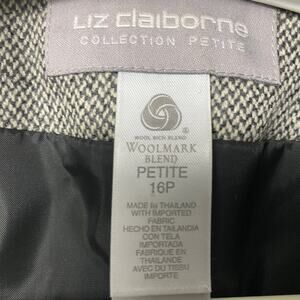 Liz claiborne
COLLECTION PETITE
WOOL RICH BLEND
WOOLMARK
BLEND
PETITE
16P
MADE IN THAILAND
WITH IMPORTED
FABRIC
HECHO EN TAILANDIA
CON TELA
IMPORTADA
FABRIQUE EN
THAILANDE
AVEC DU TISSU
IMPORTE